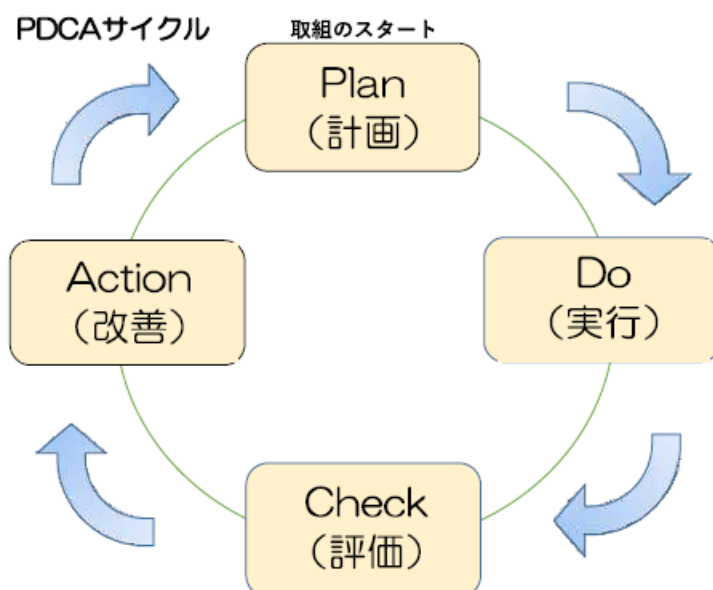 PDCAサイクル
取組のスタート
Plan
（計画）
Do
（実行）
Check
（評価）
Action
（改善）